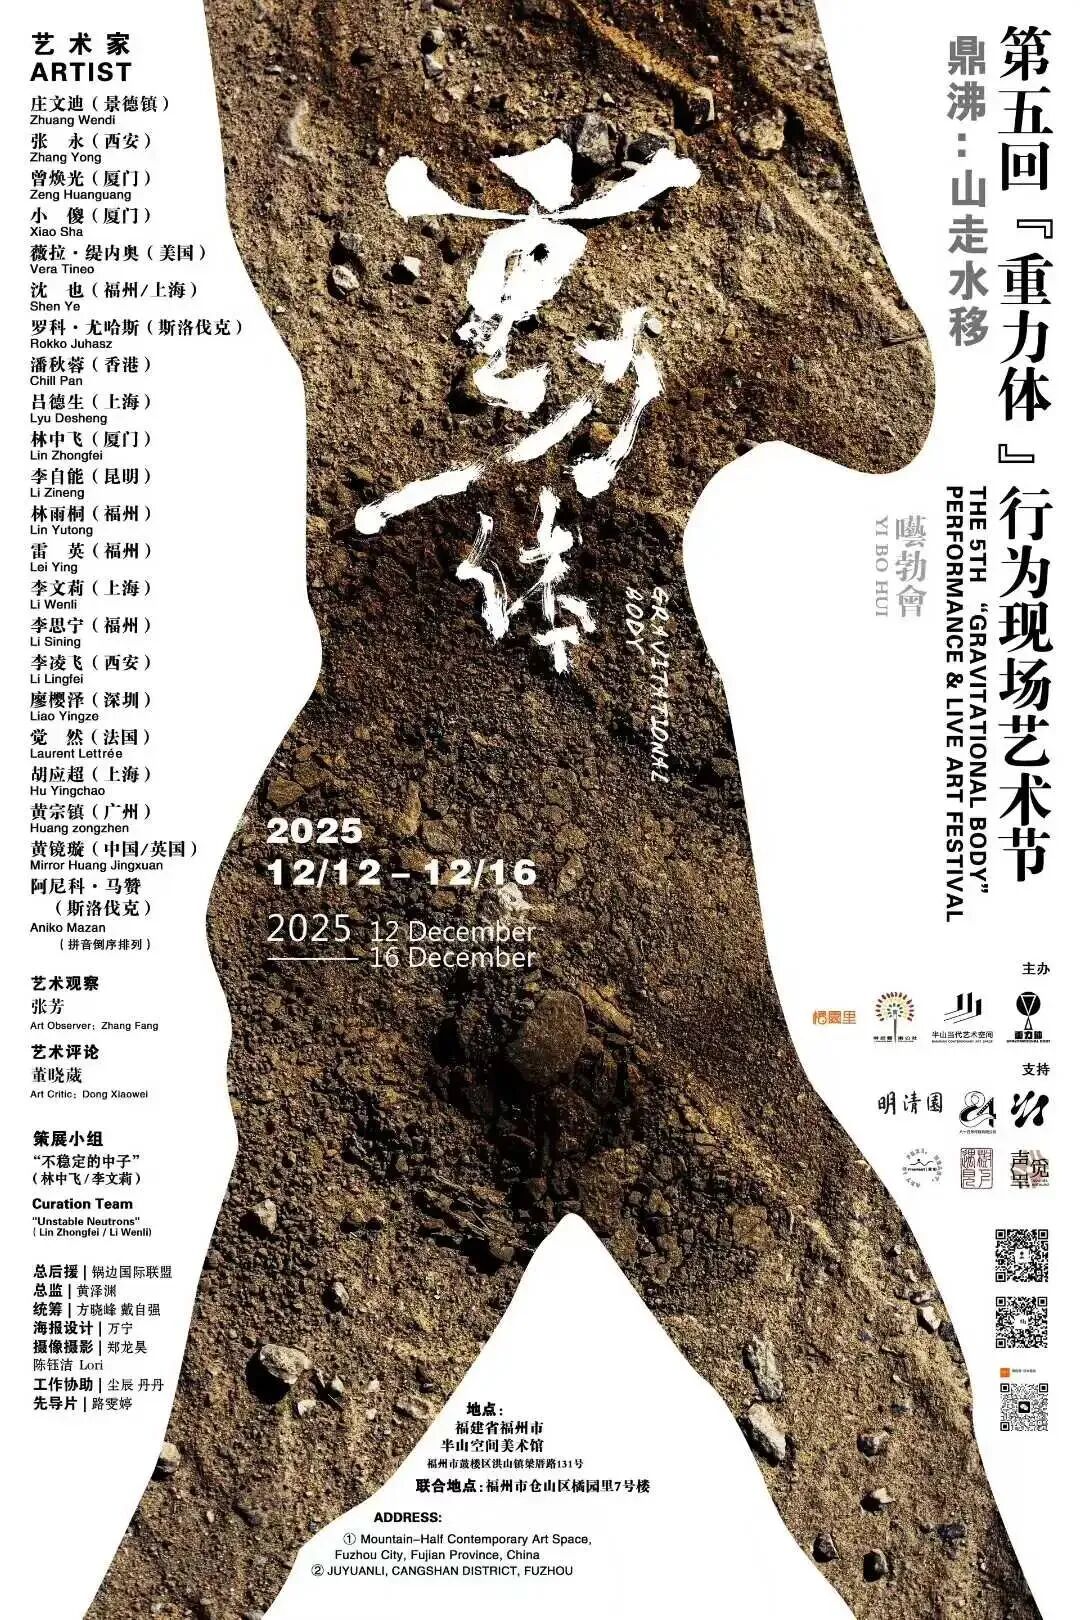 艺术家
ARTIST
庄文迪（景德镇）
Zhuang Wendi
张　永（西安）
Zhang Yong
曾焕光（厦门）
Zeng Huanguang
小　傻（厦门）
Xiao Sha
薇拉·缇内奥（美国）
Vera Tineo
沈　也（福州/上海）
Shen Ye
罗科·尤哈斯（斯洛伐克）
Rokko Juhasz
潘秋蓉（香港）
Chill Pan
吕德生（上海）
Lyu Desheng
林中飞（厦门）
Lin Zhongfei
李自能（昆明）
Li Zineng
林雨桐（福州）
Lin Yutong
雷　英（福州）
Lei Ying
李文莉（上海）
Li Wenli
李思宁（福州）
Li Sining
李凌飞（西安）
Li Lingfei
廖樱泽（深圳）
Liao Yingze
觉　然（法国）
Laurent Lettrée
胡应超（上海）
Hu Yingchao
黄宗镇（广州）
Huang zongzhen
黄镜璇（中国/英国）
Mirror Huang Jingxuan
阿尼科·马赞
（斯洛伐克）
Aniko Mazan
（拼音倒序排列）
艺术观察
张芳
Art Observer：Zhang Fang
艺术评论
董晓葳
Art Critic：Dong Xiaowei
策展小组
“不稳定的中子”
（林中飞/李文莉）
Curation Team
"Unstable Neutrons"
( Lin Zhongfei / Li Wenli)
总后援 | 锅边国际联盟
总监 | 黄泽渊
统筹 | 方晓峰 戴自强
海报设计 | 万宁
摄像摄影 | 郑龙昊
陈钰洁 Lori
工作协助 | 尘辰 丹丹
先导片 | 路雯婷
重力体
GRAVITATIONAL
BODY
2025
12/12 – 12/16
2025 12 December
16 December
第五回『重力体』行为现场艺术节
鼎沸：山走水移
THE 5TH “GRAVITATIONAL BODY”
PERFORMANCE & LIVE ART FESTIVAL
囈勃會
YI BO HUI
主办
重力体
GRAVITATIONAL BODY
半山当代艺术空间
橘園里
支持
明清園
声
觉
里
地点：
福建省福州市
半山空间美术馆
福州市鼓楼区洪山镇梁厝路131号
联合地点：福州市仓山区橘园里7号楼
ADDRESS:
① Mountain–Half Contemporary Art Space,
Fuzhou City, Fujian Province, China
② JUYUANLI, CANGSHAN DISTRICT, FUZHOU